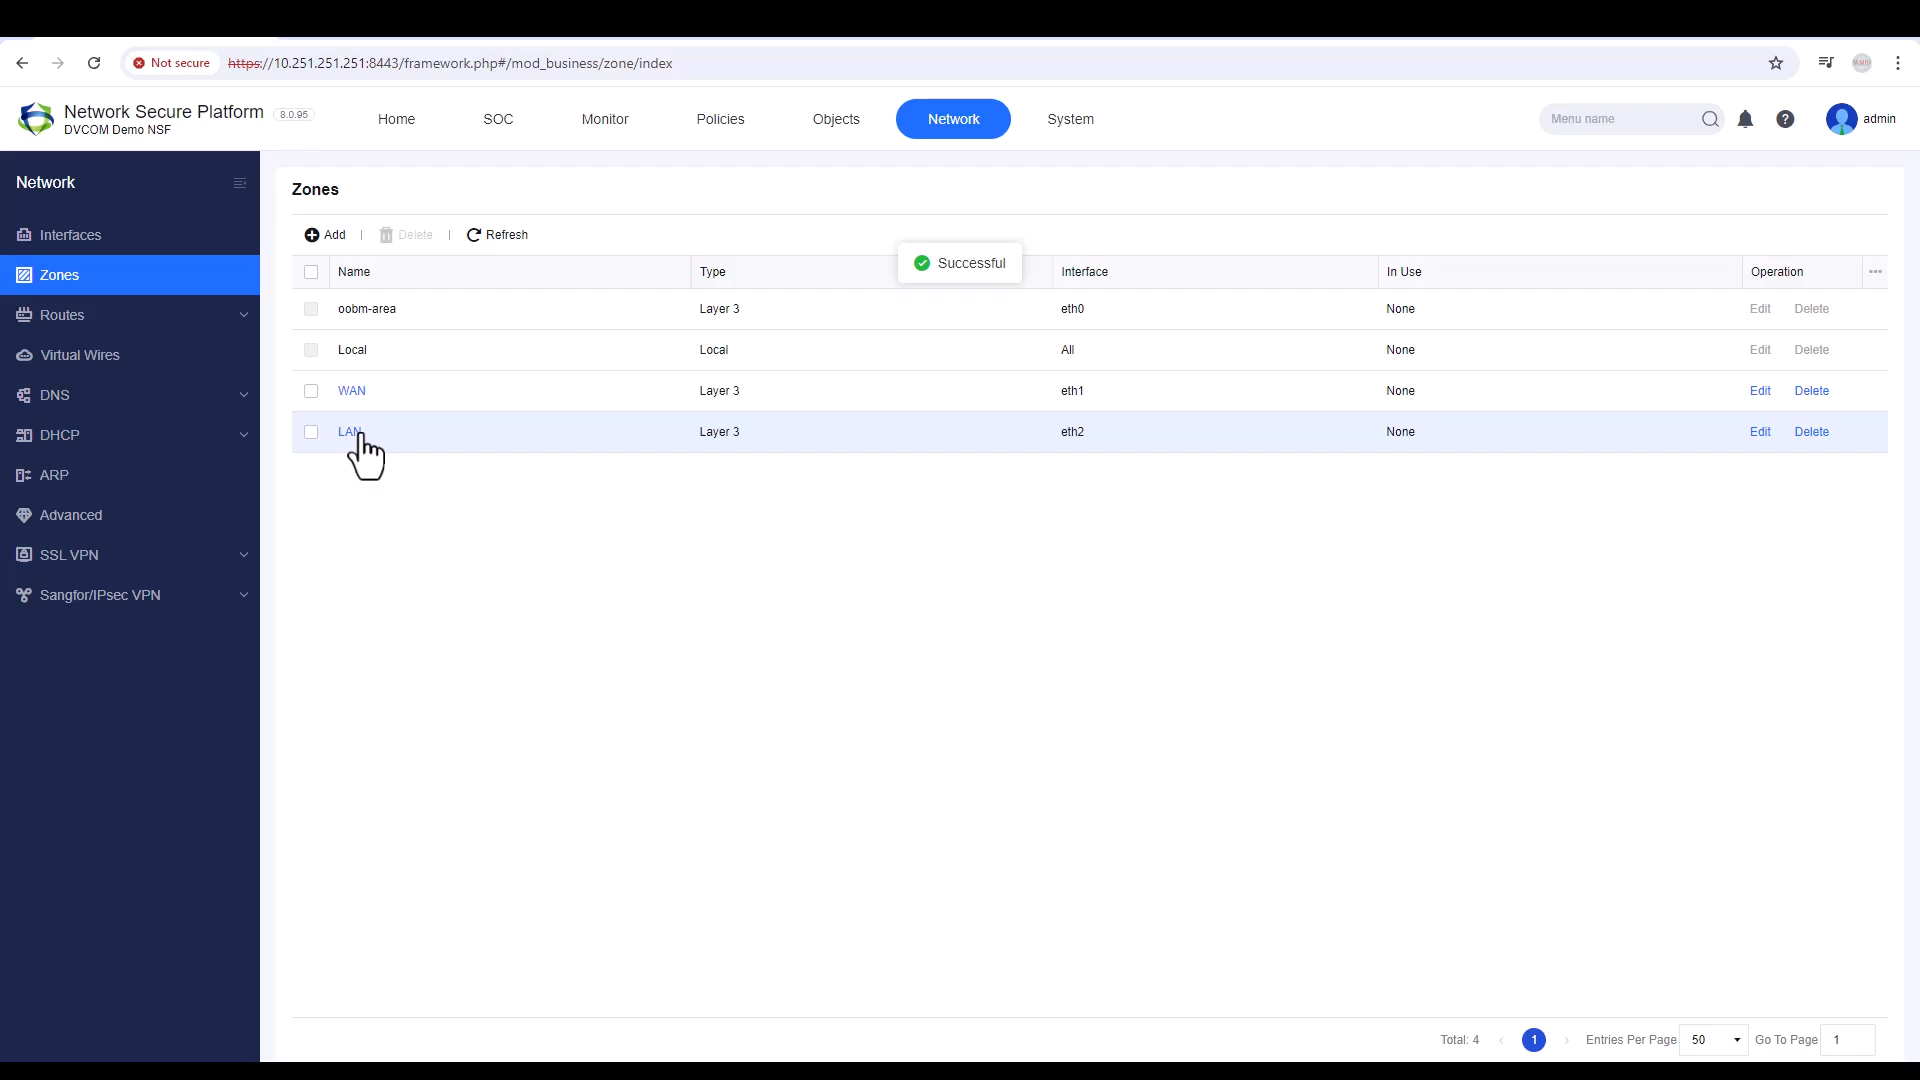 Not secure https://10.251.251.251:8443/framework.php#/mod_business/zone/index
Network Secure Platform 8.0.95
DVCOM Demo NSF
Home SOC Monitor Policies Objects Network System
Menu name
admin
Network
Interfaces
Zones
Routes
Virtual Wires
DNS
DHCP
ARP
Advanced
SSL VPN
Sangfor/IPsec VPN
Zones
Add | Delete | Refresh
Successful
Name Type Interface In Use Operation
oobm-area Layer 3 eth0 None Edit Delete
Local Local All None Edit Delete
WAN Layer 3 eth1 None Edit Delete
LAN Layer 3 eth2 None Edit Delete
Total: 4 1 Entries Per Page 50 Go To Page 1